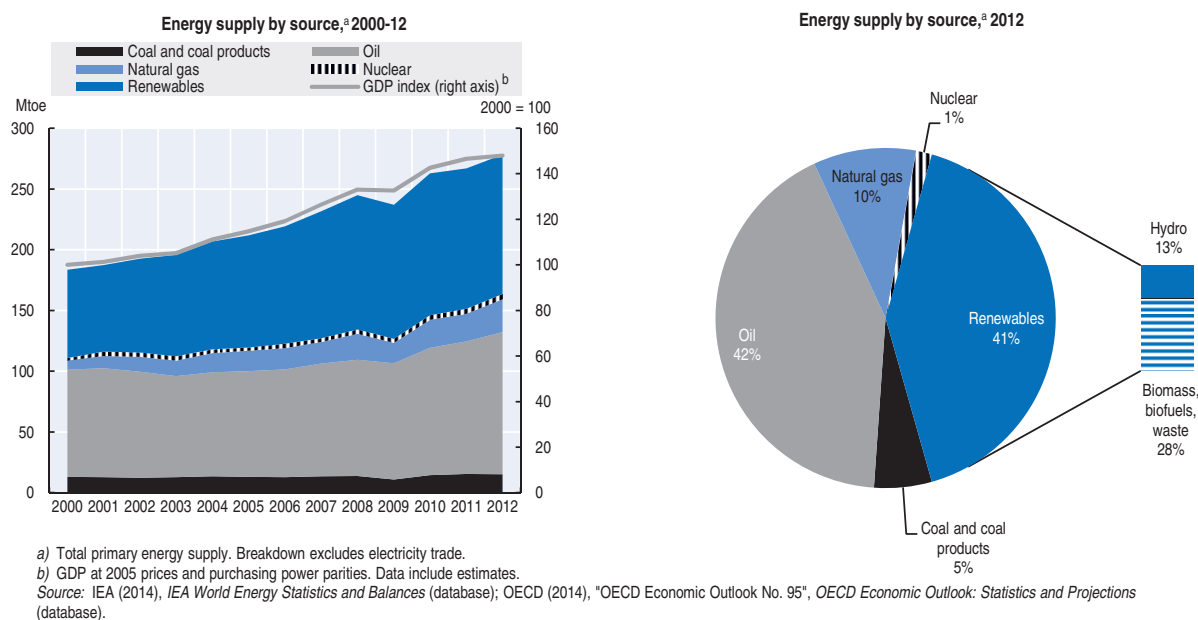 Energy supply by source,a 2000-12
Coal and coal products
Oil
Natural gas
Nuclear
Renewables
GDP index (right axis) b
Mtoe
2000 = 100
300
250
200
150
100
50
0
160
140
120
100
80
60
40
20
0
2000 2001 2002 2003 2004 2005 2006 2007 2008 2009 2010 2011 2012
Energy supply by source,a 2012
Nuclear
1%
Natural gas
10%
Hydro
13%
Oil
42%
Renewables
41%
Biomass,
biofuels,
waste
28%
Coal and coal
products
5%
a) Total primary energy supply. Breakdown excludes electricity trade.
b) GDP at 2005 prices and purchasing power parities. Data include estimates.
Source: IEA (2014), IEA World Energy Statistics and Balances (database); OECD (2014), "OECD Economic Outlook No. 95", OECD Economic Outlook: Statistics and Projections
(database).